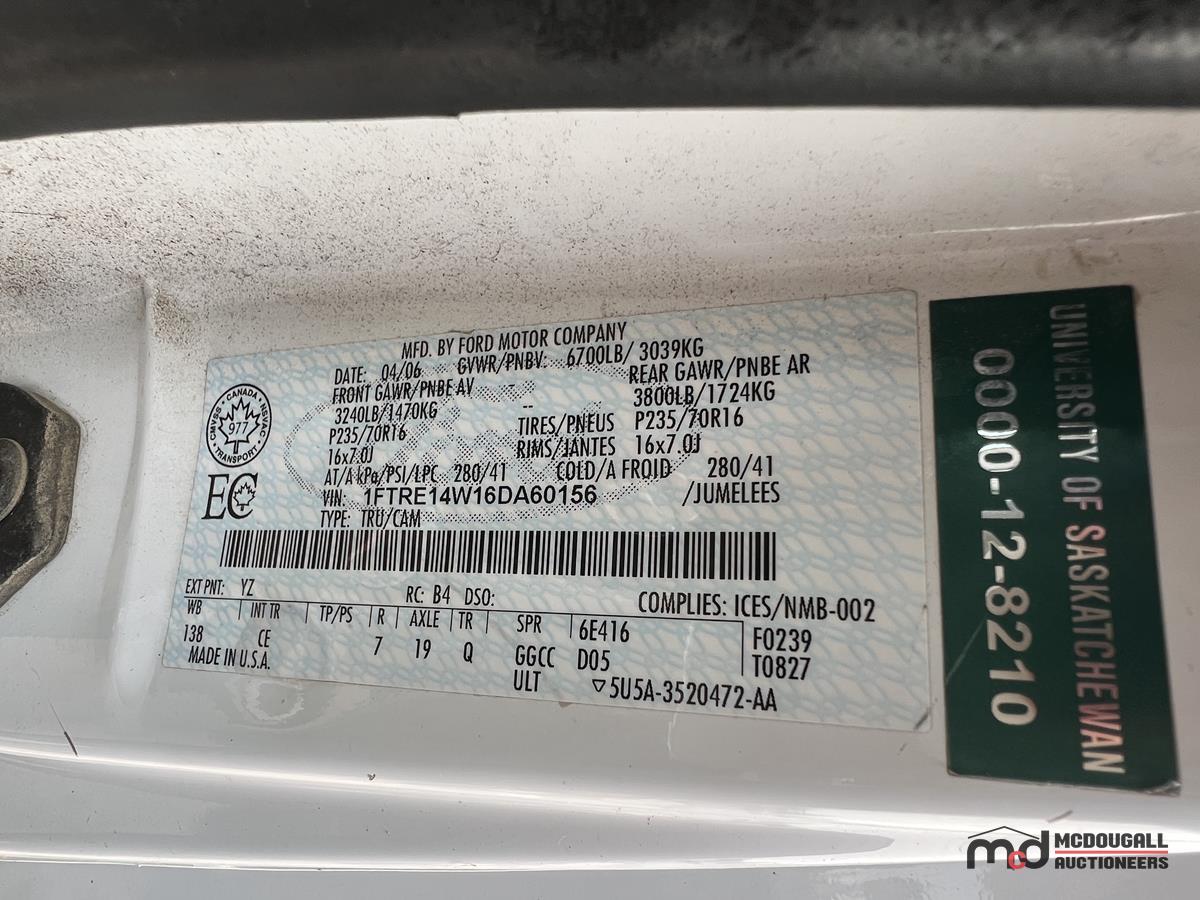 MFD. BY FORD MOTOR COMPANY
DATE: 04/06 GVWR/PNBV: 6700LB/ 3039KG
FRONT GAWR/PNBE AV REAR GAWR/PNBE AR
3240LB/1470KG -- 3800LB/1724KG
P235/70R16 TIRES/PNEUS P235/70R16
16x7.0J RIMS/JANTES 16x7.0J
AT/A kPa/PSI/LPC 280/41 COLD/A FROID 280/41
VIN: 1FTRE14W16DA60156 /JUMELEES
TYPE: TRU/CAM
CANADA
CMVSS · NSVAC
977
TRANSPORT
EC
EXT PNT: YZ RC: B4 DSO: COMPLIES: ICES/NMB-002
WB INT TR TP/PS R AXLE TR SPR 6E416 F0239
138 CE 7 19 Q GGCC D05 T0827
MADE IN U.S.A. ULT ▽5U5A-3520472-AA
UNIVERSITY OF SASKATCHEWAN
0000-12-8210
mcd MCDOUGALL
AUCTIONEERS